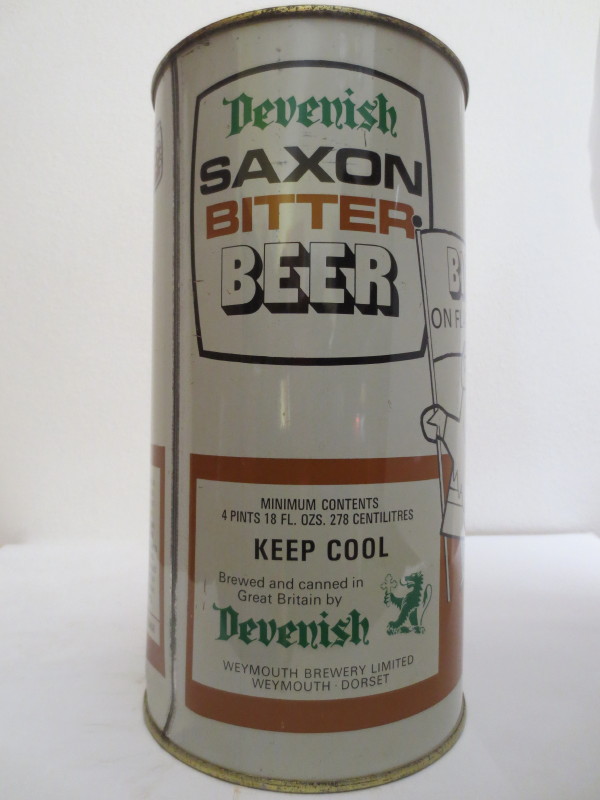 Devenish
SAXON
BITTER
BEER
ON
MINIMUM CONTENTS
4 PINTS 18 FL. OZS. 278 CENTILITRES
KEEP COOL
Brewed and canned in
Great Britain by
Devenish
WEYMOUTH BREWERY LIMITED
WEYMOUTH · DORSET